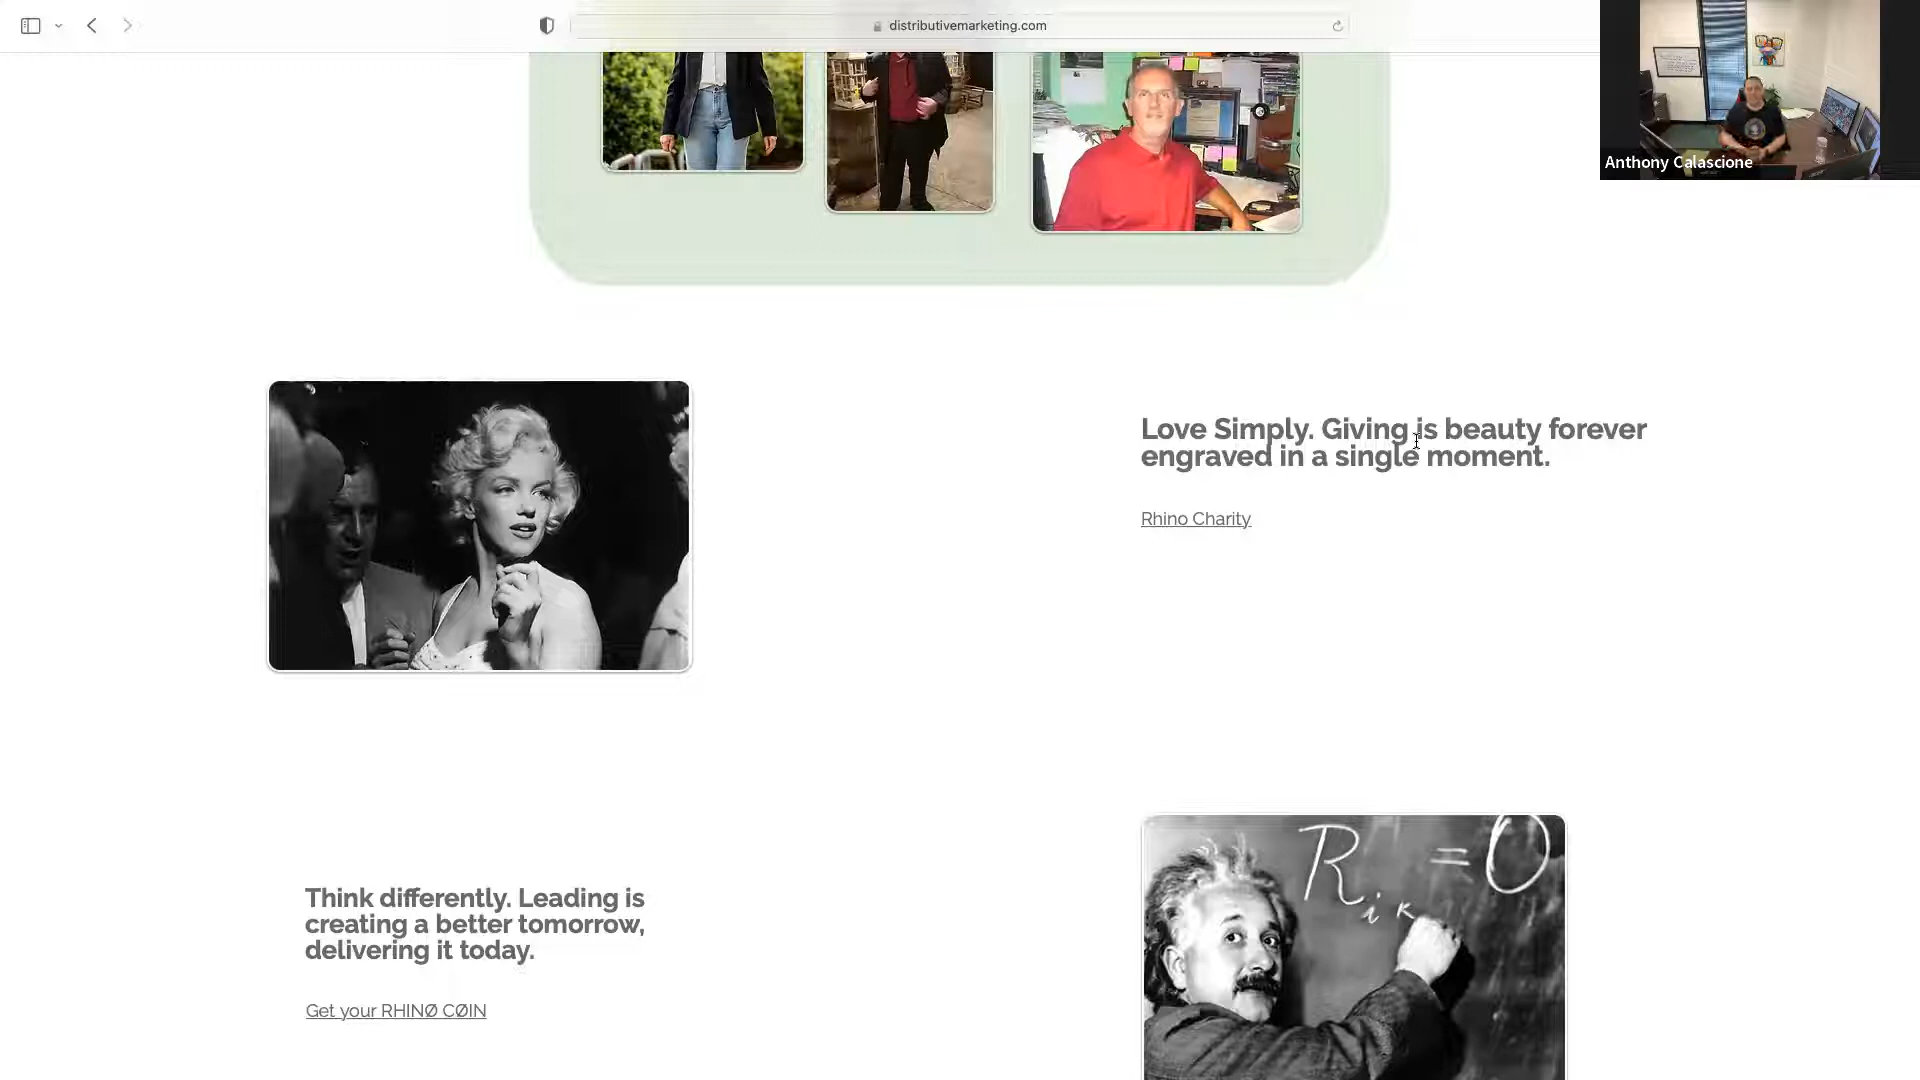 distributivemarketing.com
Anthony Calascione
Love Simply. Giving is beauty forever
engraved in a single moment.
Rhino Charity
R i κ = 0
Think differently. Leading is
creating a better tomorrow,
delivering it today.
Get your RHINØ CØIN